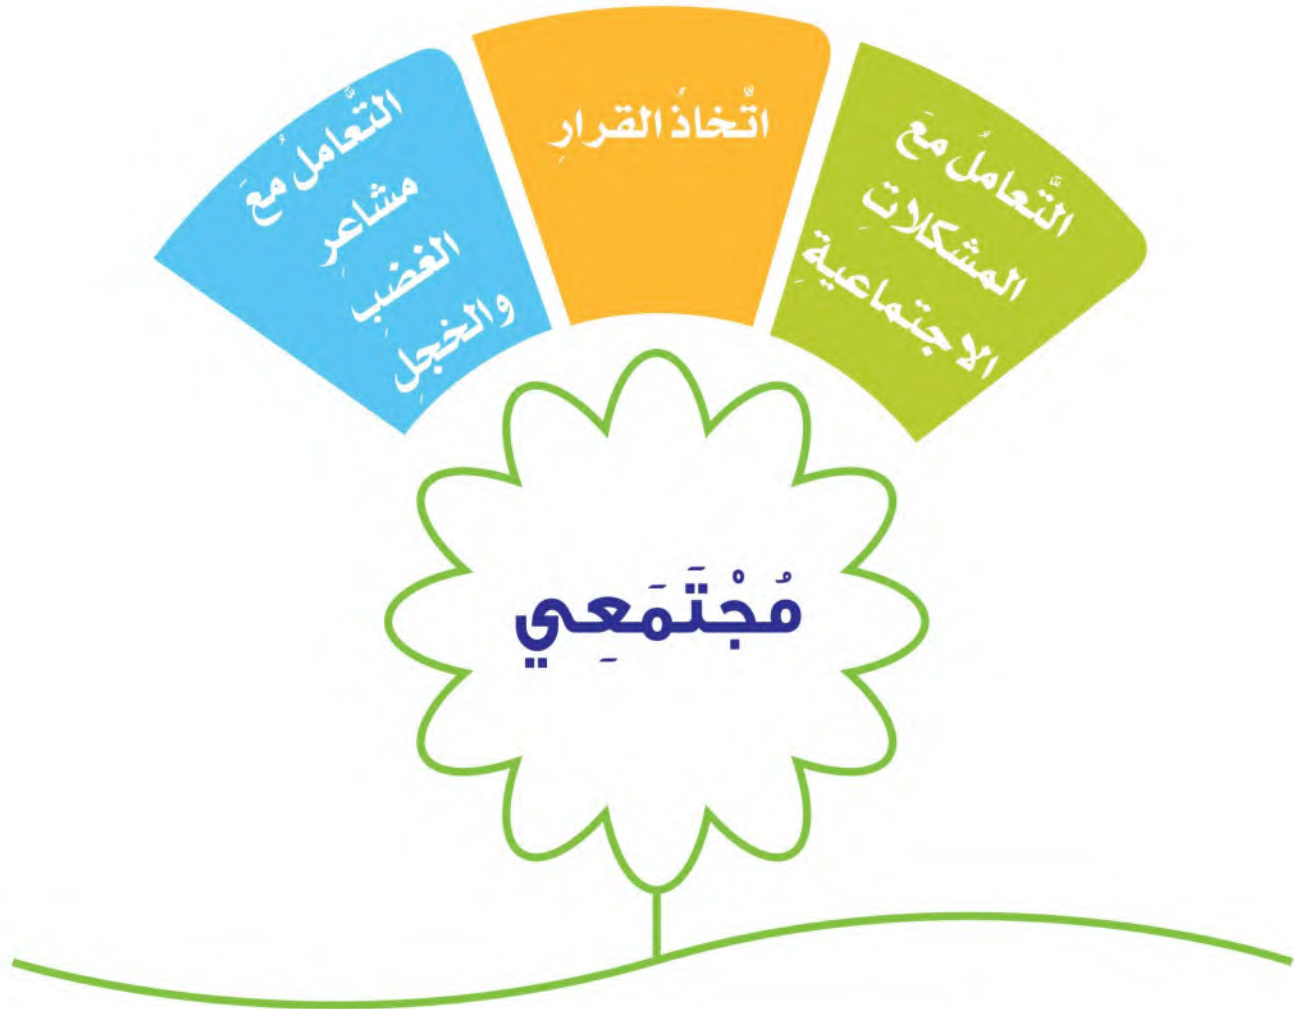 التَّعاملُ معَ
المشكلاتِ
الاجتماعيةِ
اتَّخاذُ القرارِ
التَّعاملُ معَ
مشاعرِ
الغضبِ
والخجلِ
مُجْتَمَعِي